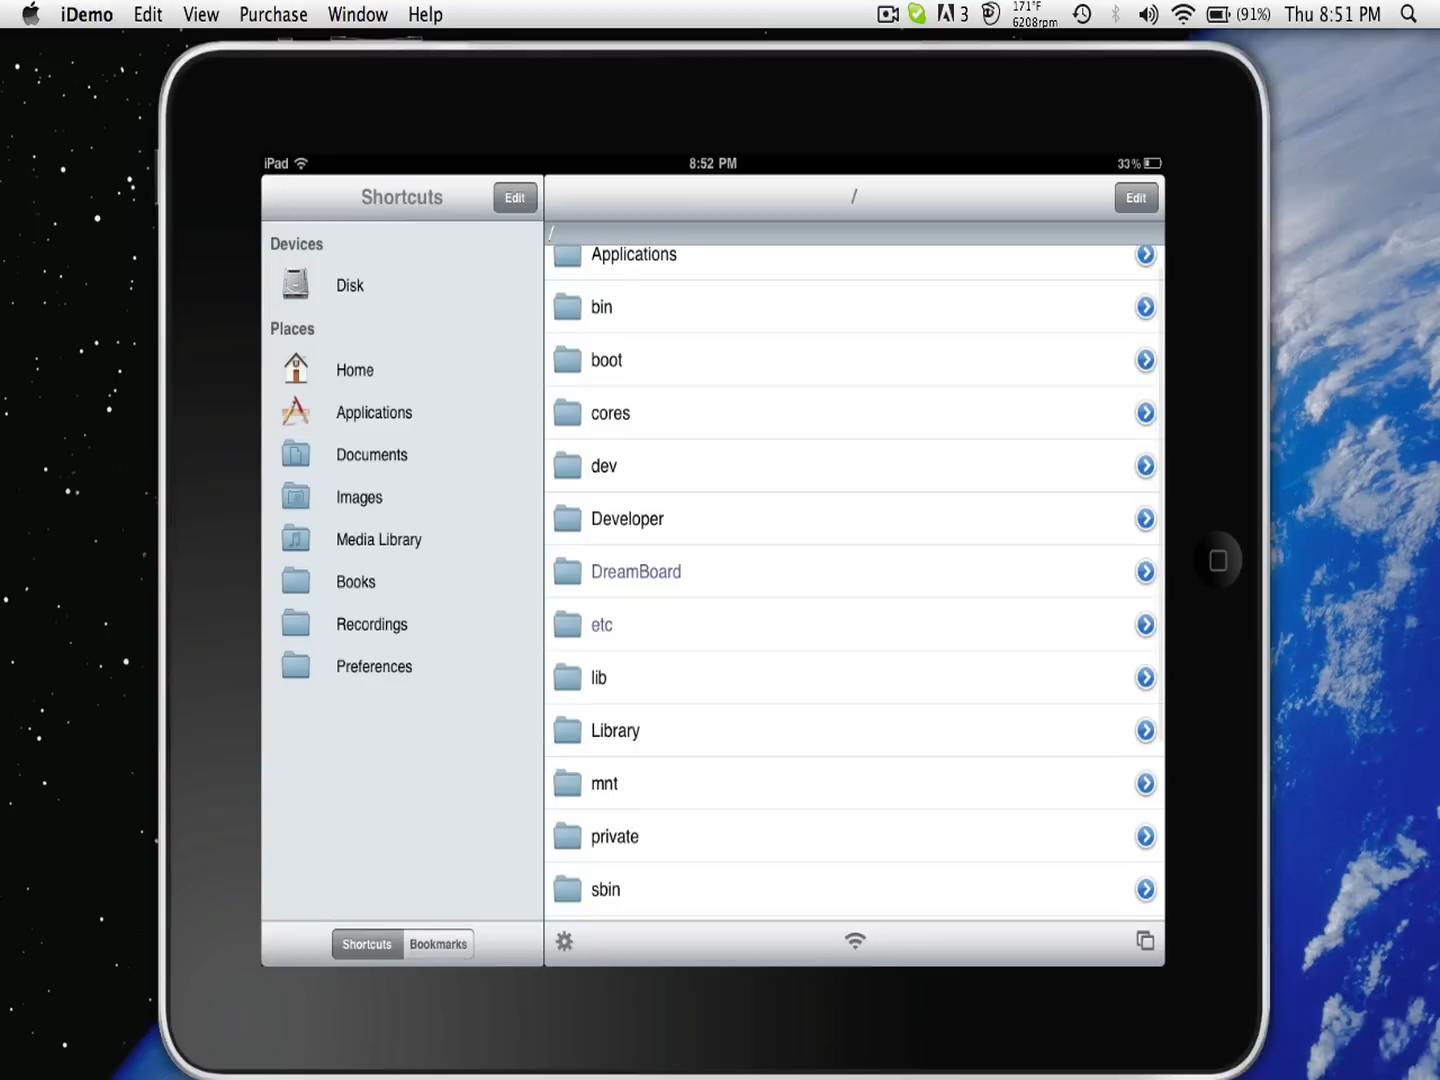 iDemo Edit View Purchase Window Help 3 171°F 6208rpm (91%) Thu 8:51 PM
iPad 8:52 PM 33%
Shortcuts Edit / Edit
/
Devices
Disk
Places
Home
Applications
Documents
Images
Media Library
Books
Recordings
Preferences
Applications
bin
boot
cores
dev
Developer
DreamBoard
etc
lib
Library
mnt
private
sbin
Shortcuts Bookmarks